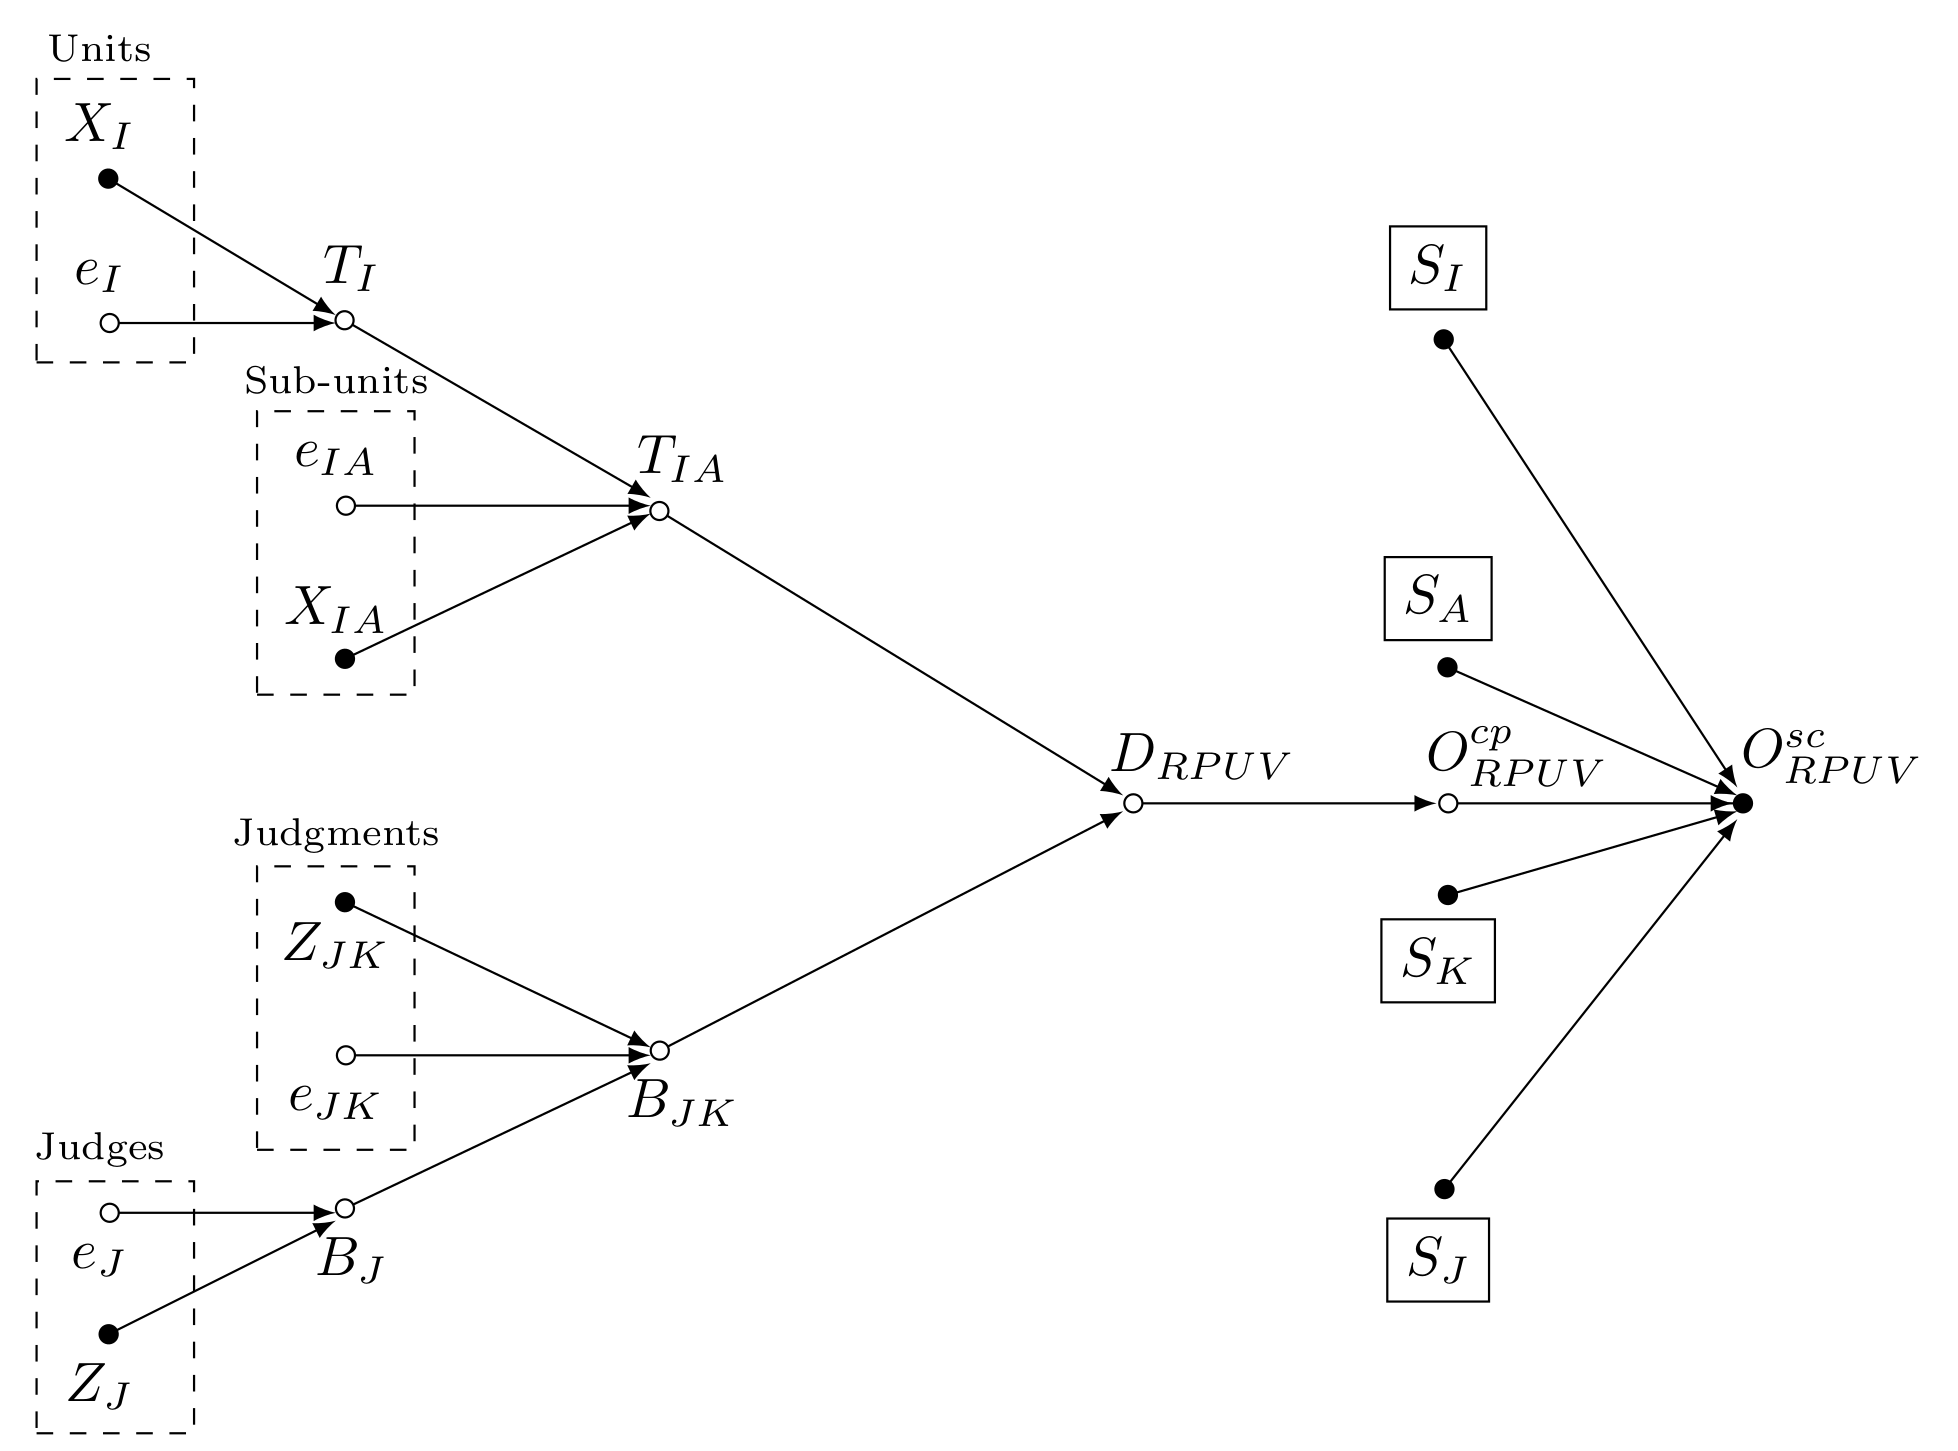 Units
X_I
e_I
T_I
Sub-units
e_{IA}
T_{IA}
X_{IA}
S_I
S_A
D_{RPUV}
O^{cp}_{RPUV}
O^{sc}_{RPUV}
Judgments
Z_{JK}
e_{JK}
B_{JK}
S_K
Judges
e_J
B_J
Z_J
S_J